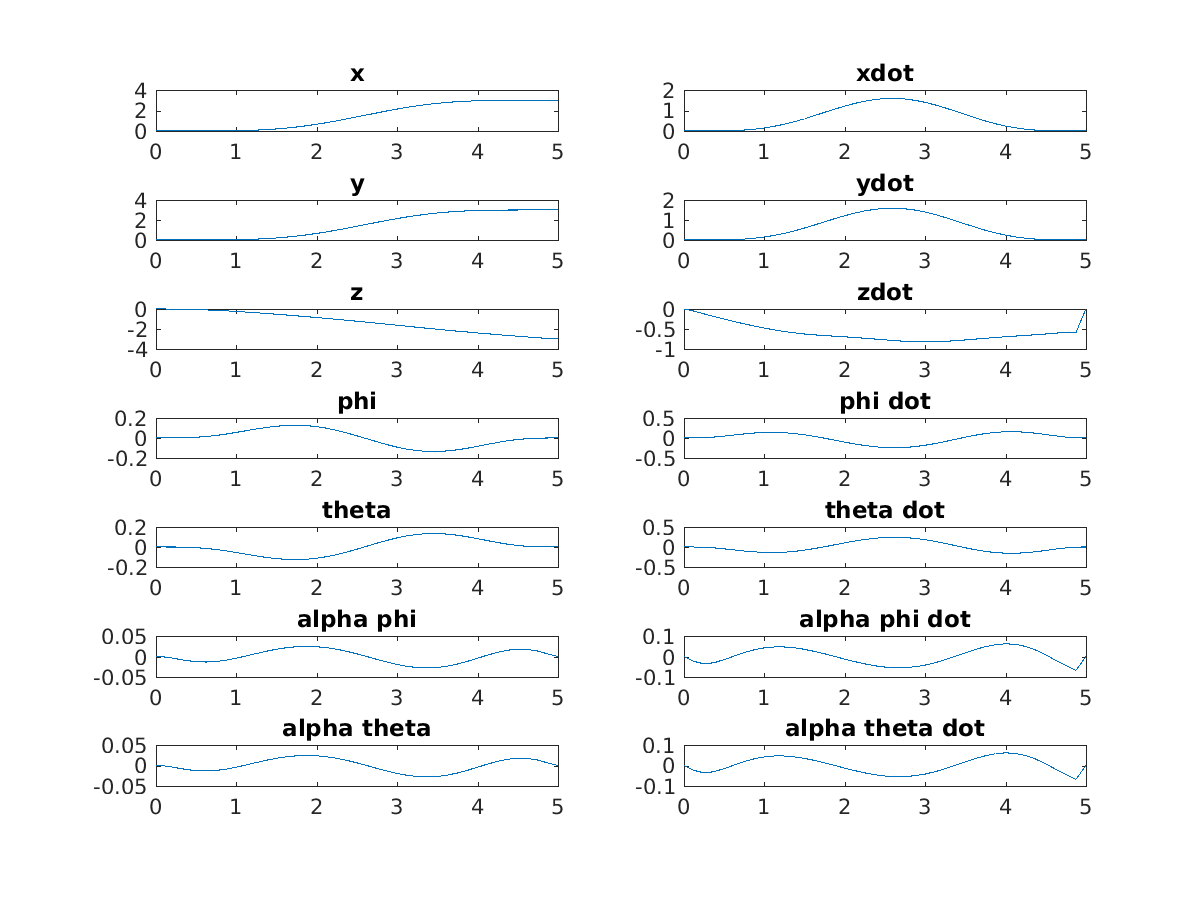 x
xdot
4
2
0
0 1 2 3 4 5
2
1
0
0 1 2 3 4 5
y
ydot
4
2
0
0 1 2 3 4 5
2
1
0
0 1 2 3 4 5
z
zdot
0
-2
-4
0 1 2 3 4 5
0
-0.5
-1
0 1 2 3 4 5
phi
phi dot
0.2
0
-0.2
0 1 2 3 4 5
0.5
0
-0.5
0 1 2 3 4 5
theta
theta dot
0.2
0
-0.2
0 1 2 3 4 5
0.5
0
-0.5
0 1 2 3 4 5
alpha phi
alpha phi dot
0.05
0
-0.05
0 1 2 3 4 5
0.1
0
-0.1
0 1 2 3 4 5
alpha theta
alpha theta dot
0.05
0
-0.05
0 1 2 3 4 5
0.1
0
-0.1
0 1 2 3 4 5